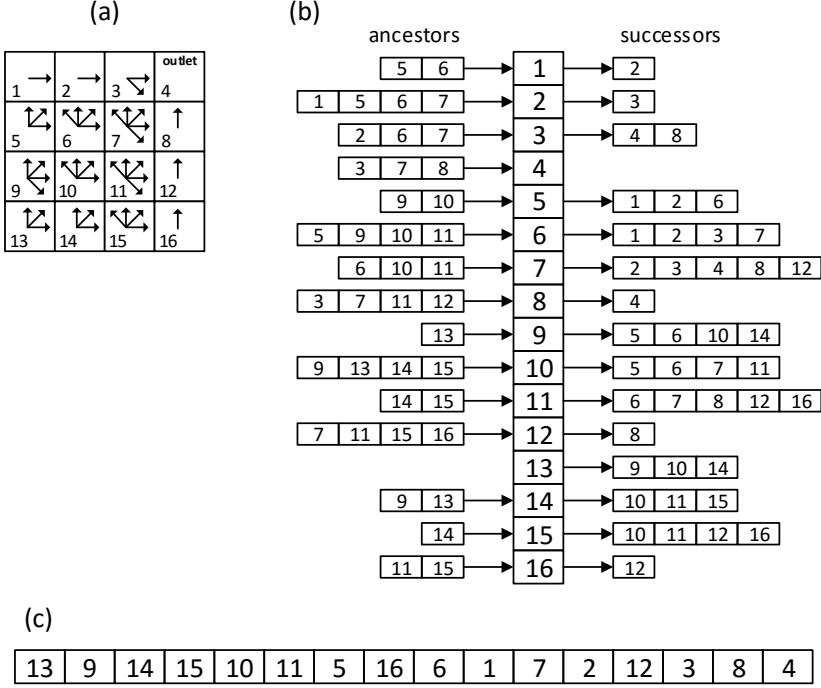 (a)
outlet
1 2 3 4
5 6 7 8
9 10 11 12
13 14 15 16
(b)
ancestors successors
5 6 1 2
1 5 6 7 2 3
2 6 7 3 4 8
3 7 8 4
9 10 5 1 2 6
5 9 10 11 6 1 2 3 7
6 10 11 7 2 3 4 8 12
3 7 11 12 8 4
13 9 5 6 10 14
9 13 14 15 10 5 6 7 11
14 15 11 6 7 8 12 16
7 11 15 16 12 8
13 9 10 14
9 13 14 10 11 15
14 15 10 11 12 16
11 15 16 12
(c)
13 9 14 15 10 11 5 16 6 1 7 2 12 3 8 4